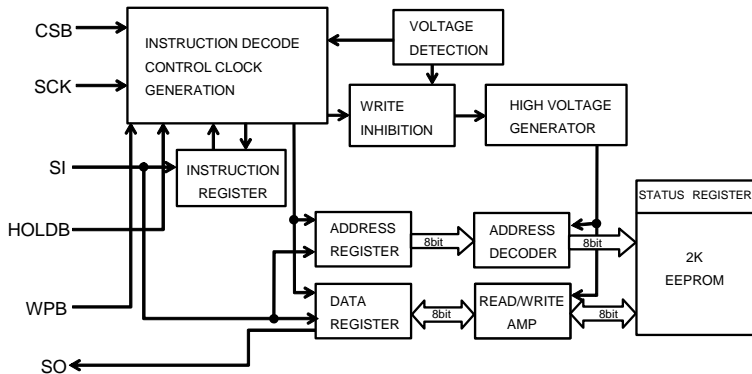 CSB
SCK
SI
HOLDB
WPB
SO
INSTRUCTION DECODE
CONTROL CLOCK
GENERATION
VOLTAGE
DETECTION
WRITE
INHIBITION
HIGH VOLTAGE
GENERATOR
INSTRUCTION
REGISTER
ADDRESS
REGISTER
8bit
ADDRESS
DECODER
8bit
DATA
REGISTER
8bit
READ/WRITE
AMP
8bit
STATUS REGISTER
2K
EEPROM